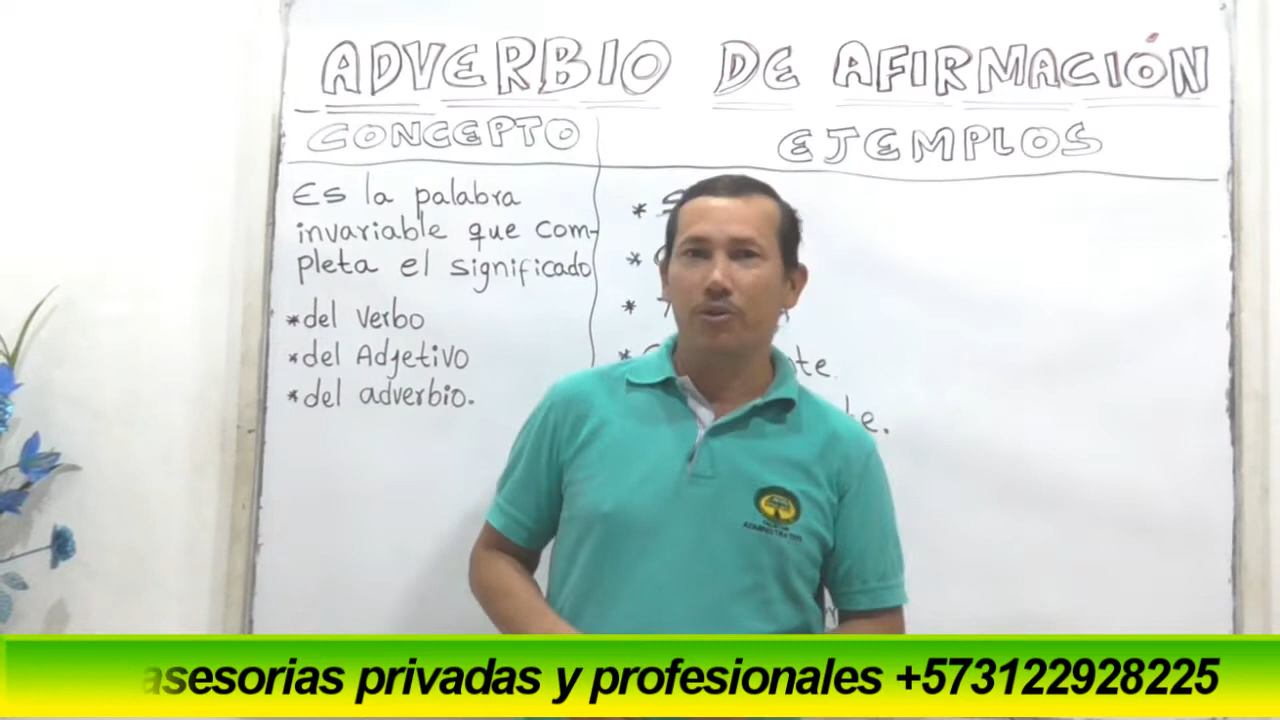 ADVERBIO DE AFIRMACIÓN
CONCEPTO
EJEMPLOS
Es la palabra
invariable que com-
pleta el significado
*del verbo
*del Adjetivo
*del adverbio.
*
*
*
*
asesorias privadas y profesionales +573122928225